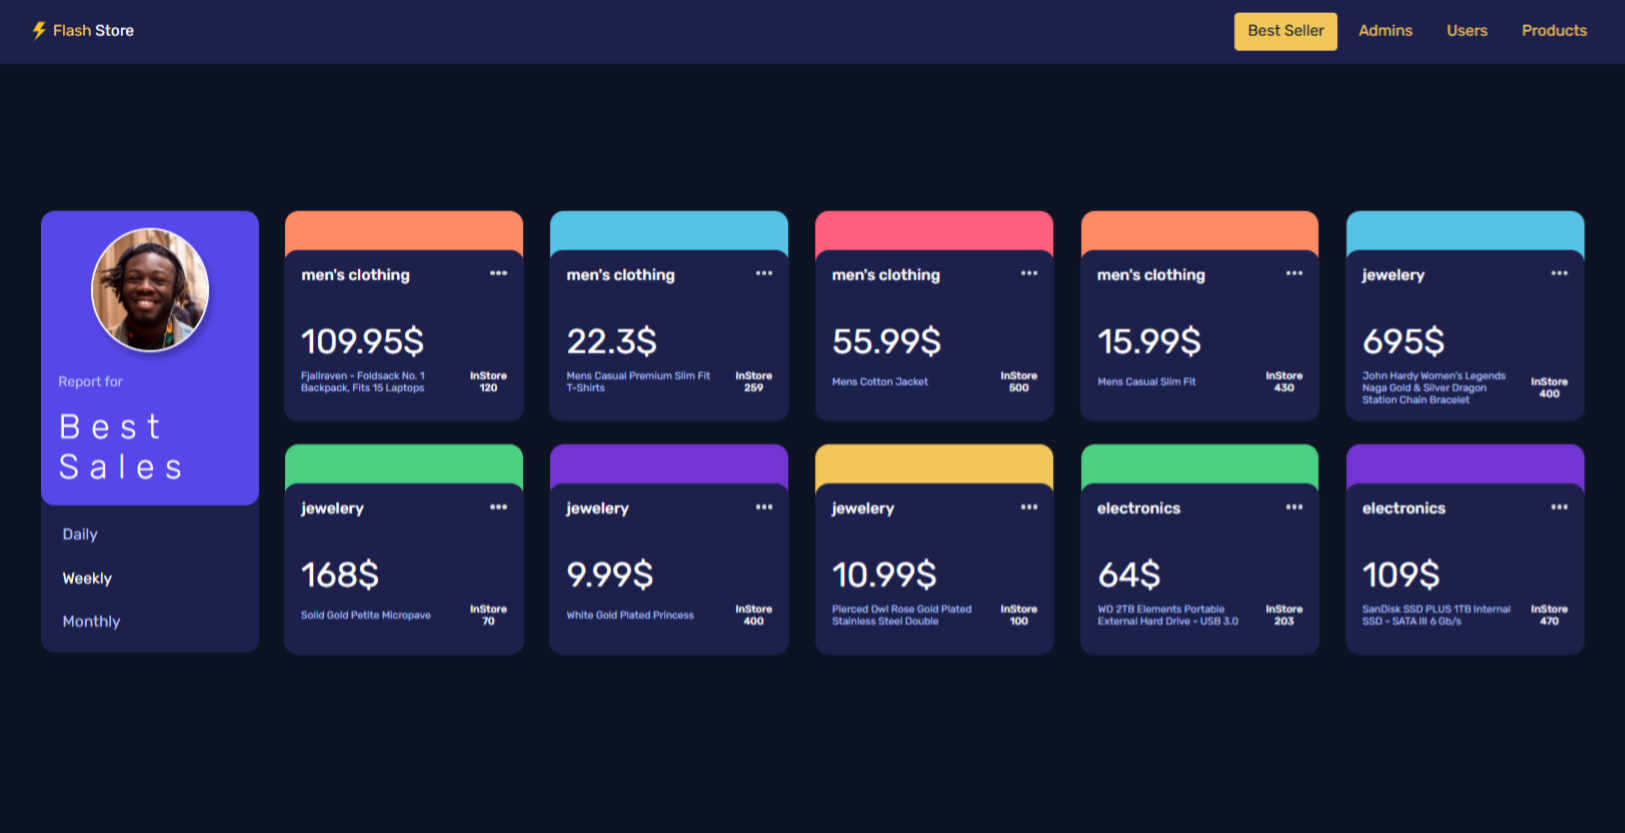 Flash Store
Best Seller
Admins
Users
Products
Report for
Best
Sales
Daily
Weekly
Monthly
men's clothing
109.95$
Fjallraven - Foldsack No. 1
Backpack, Fits 15 Laptops
InStore
120
men's clothing
22.3$
Mens Casual Premium Slim Fit
T-Shirts
InStore
259
men's clothing
55.99$
Mens Cotton Jacket
InStore
500
men's clothing
15.99$
Mens Casual Slim Fit
InStore
430
jewelery
695$
John Hardy Women's Legends
Naga Gold & Silver Dragon
Station Chain Bracelet
InStore
400
jewelery
168$
Solid Gold Petite Micropave
InStore
70
jewelery
9.99$
White Gold Plated Princess
InStore
400
jewelery
10.99$
Pierced Owl Rose Gold Plated
Stainless Steel Double
InStore
100
electronics
64$
WD 2TB Elements Portable
External Hard Drive - USB 3.0
InStore
203
electronics
109$
SanDisk SSD PLUS 1TB Internal
SSD - SATA III 6 Gb/s
InStore
470